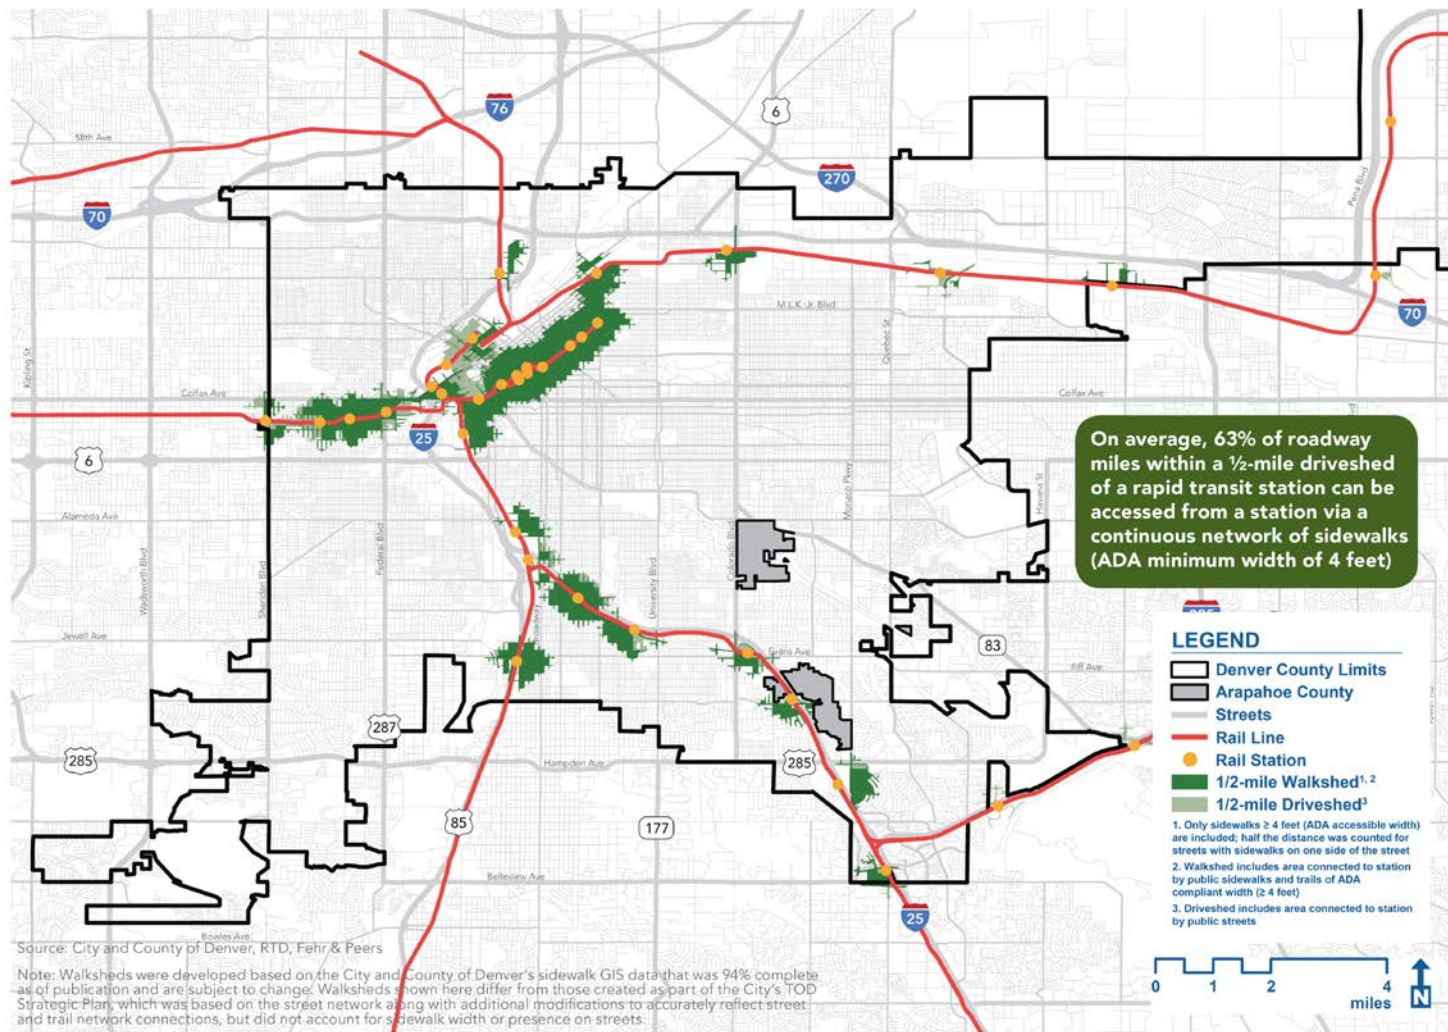 76
6
58th Ave
270
70
Pena Blvd
M.L.K. Jr. Blvd
70
Kipling St
Quebec St
Colfax Ave
Colfax Ave
25
6
On average, 63% of roadway
miles within a ½-mile driveshed
of a rapid transit station can be
accessed from a station via a
continuous network of sidewalks
(ADA minimum width of 4 feet)
Alameda Ave
Wadsworth Blvd
Sheridan Blvd
Federal Blvd
University Blvd
Monaco Pkwy
Havana St
Jewell Ave
Evans Ave
83
Iliff Ave
287
285
Hampden Ave
285
85
177
Belleview Ave
25
Bowles Ave
LEGEND
Denver County Limits
Arapahoe County
Streets
Rail Line
Rail Station
1/2-mile Walkshed1, 2
1/2-mile Driveshed3
1. Only sidewalks ≥ 4 feet (ADA accessible width)
are included; half the distance was counted for
streets with sidewalks on one side of the street
2. Walkshed includes area connected to station
by public sidewalks and trails of ADA
compliant width (≥ 4 feet)
3. Driveshed includes area connected to station
by public streets
0 1 2 4
miles
N
Source: City and County of Denver, RTD, Fehr & Peers
Note: Walksheds were developed based on the City and County of Denver's sidewalk GIS data that was 94% complete
as of publication and are subject to change. Walksheds shown here differ from those created as part of the City's TOD
Strategic Plan, which was based on the street network along with additional modifications to accurately reflect street
and trail network connections, but did not account for sidewalk width or presence on streets.